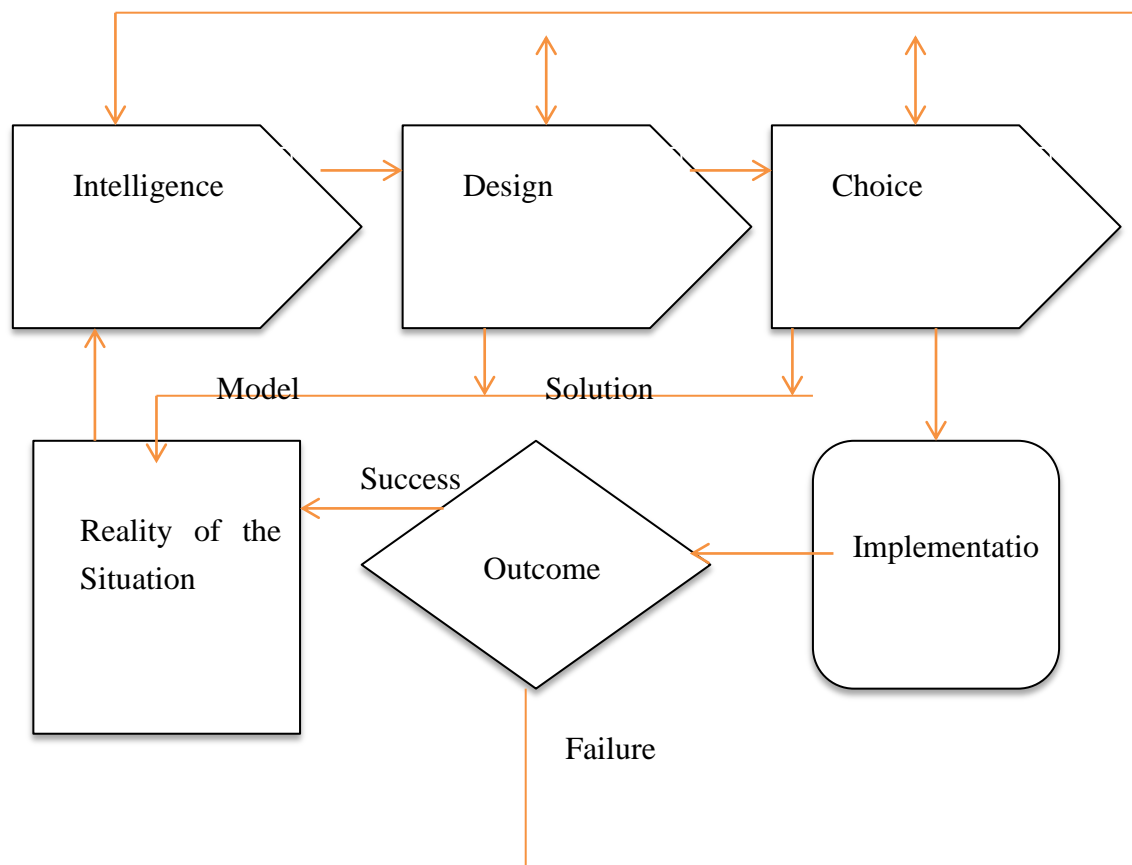 Intelligence
Design
Choice
Model
Solution
Success
Reality of the
Situation
Outcome
Implementatio
Failure